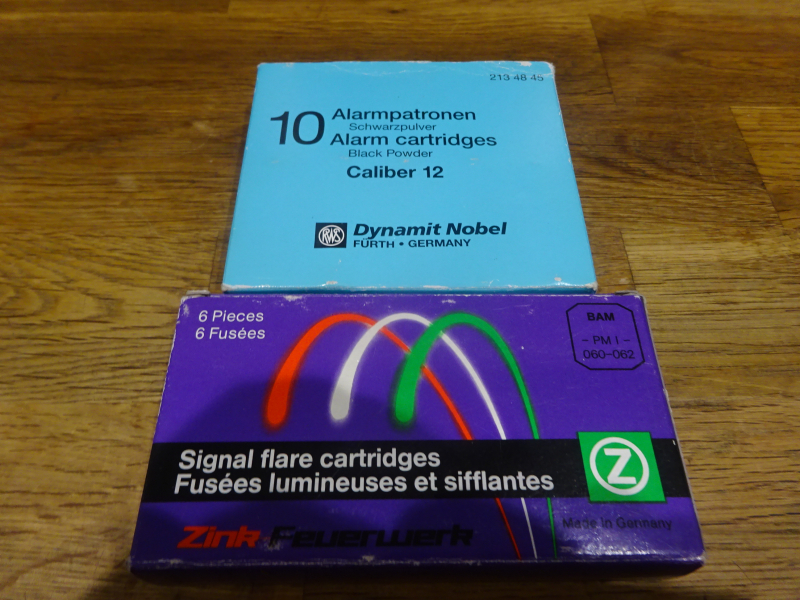 213 48 45
10 Alarmpatronen
Schwarzpulver
Alarm cartridges
Black Powder
Caliber 12
RWS Dynamit Nobel
FÜRTH • GERMANY
6 Pieces
6 Fusées
BAM
- PM I -
060-062
Signal flare cartridges
Fusées lumineuses et sifflantes
Z
Made in Germany
Zink Feuerwerk